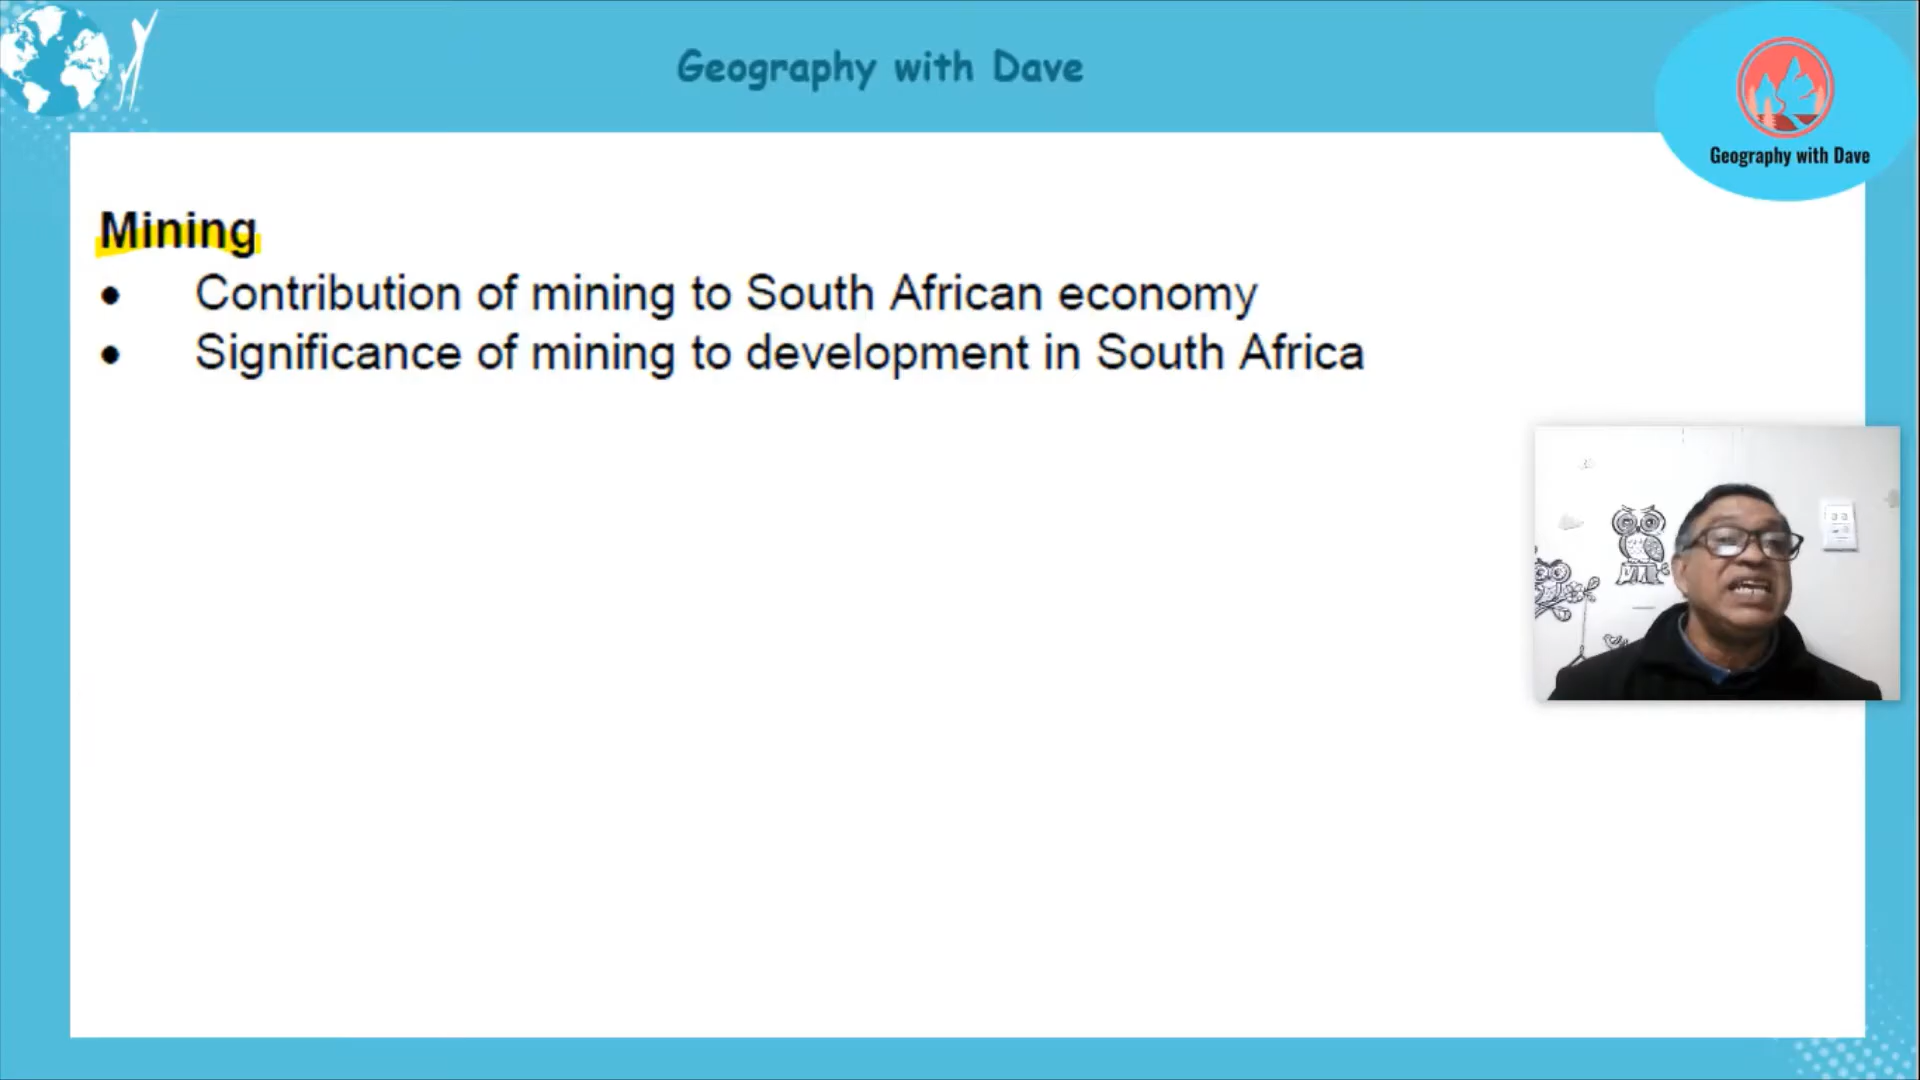 Geography with Dave
Geography with Dave
Mining
• Contribution of mining to South African economy
• Significance of mining to development in South Africa